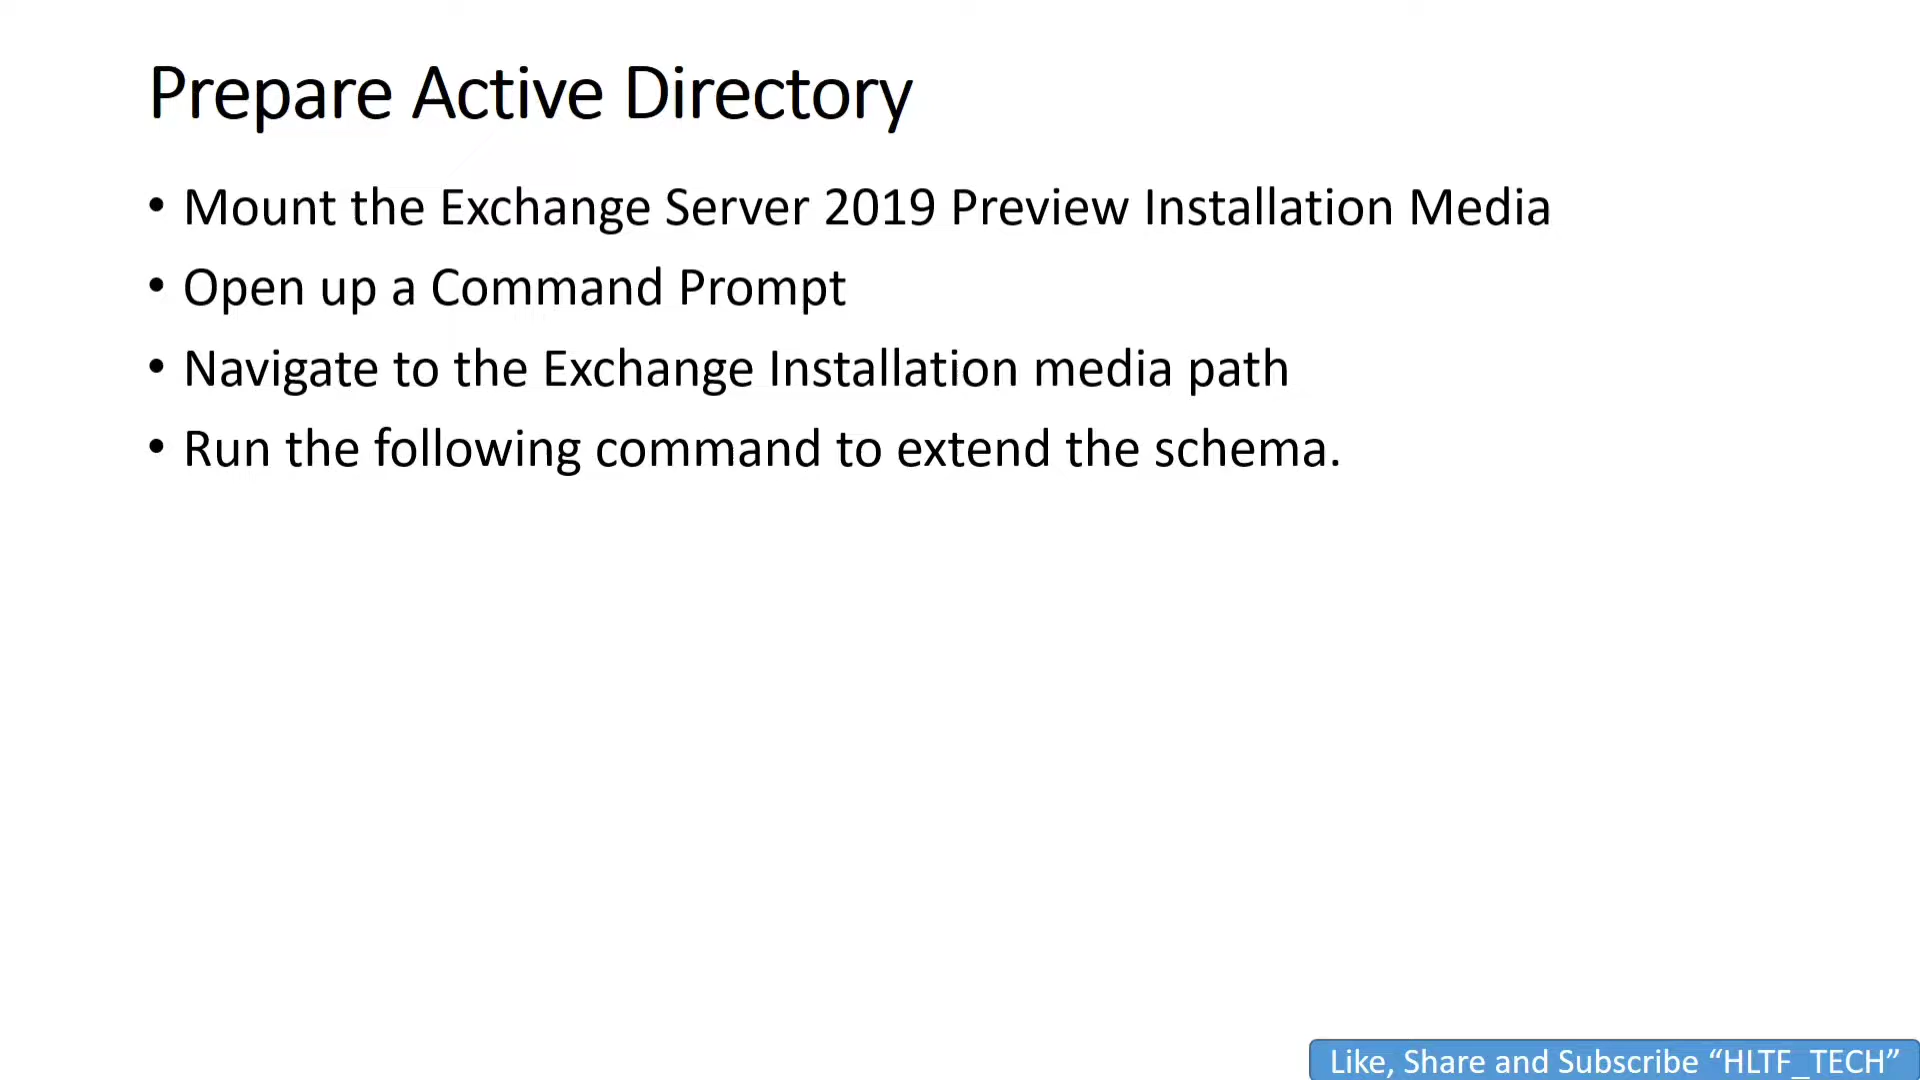 Prepare Active Directory
• Mount the Exchange Server 2019 Preview Installation Media
• Open up a Command Prompt
• Navigate to the Exchange Installation media path
• Run the following command to extend the schema.
Like, Share and Subscribe “HLTF_TECH”